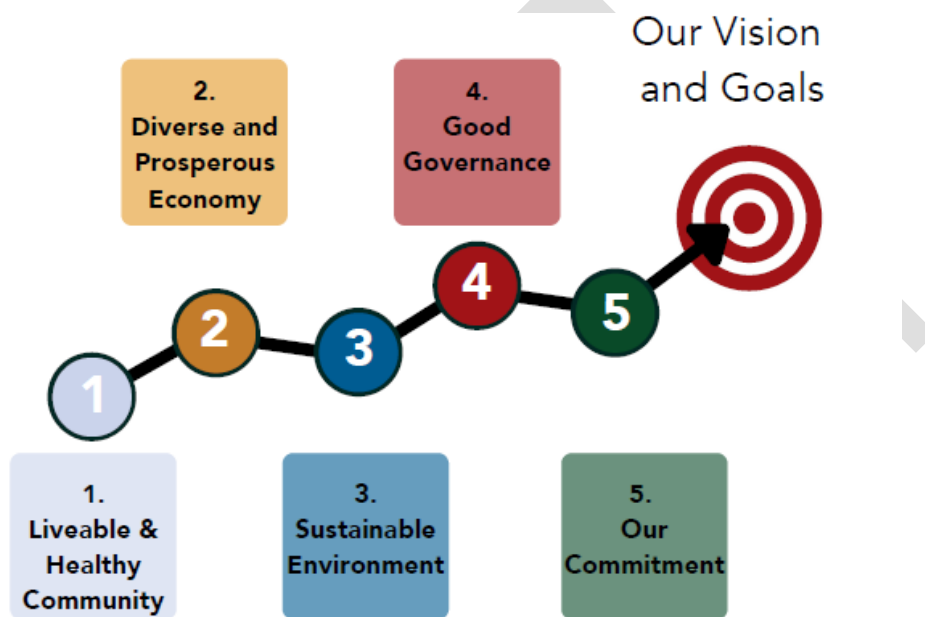 Our Vision
and Goals
2.
Diverse and
Prosperous
Economy
4.
Good
Governance
1
2
3
4
5
1.
Liveable &
Healthy
Community
3.
Sustainable
Environment
5.
Our
Commitment